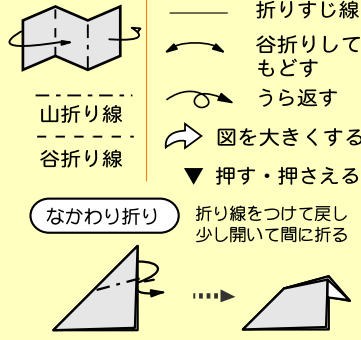 折りすじ線
谷折りして
もどす
うら返す
図を大きくする
押す・押さえる
山折り線
谷折り線
なかわり折り
折り線をつけて戻し
少し開いて間に折る